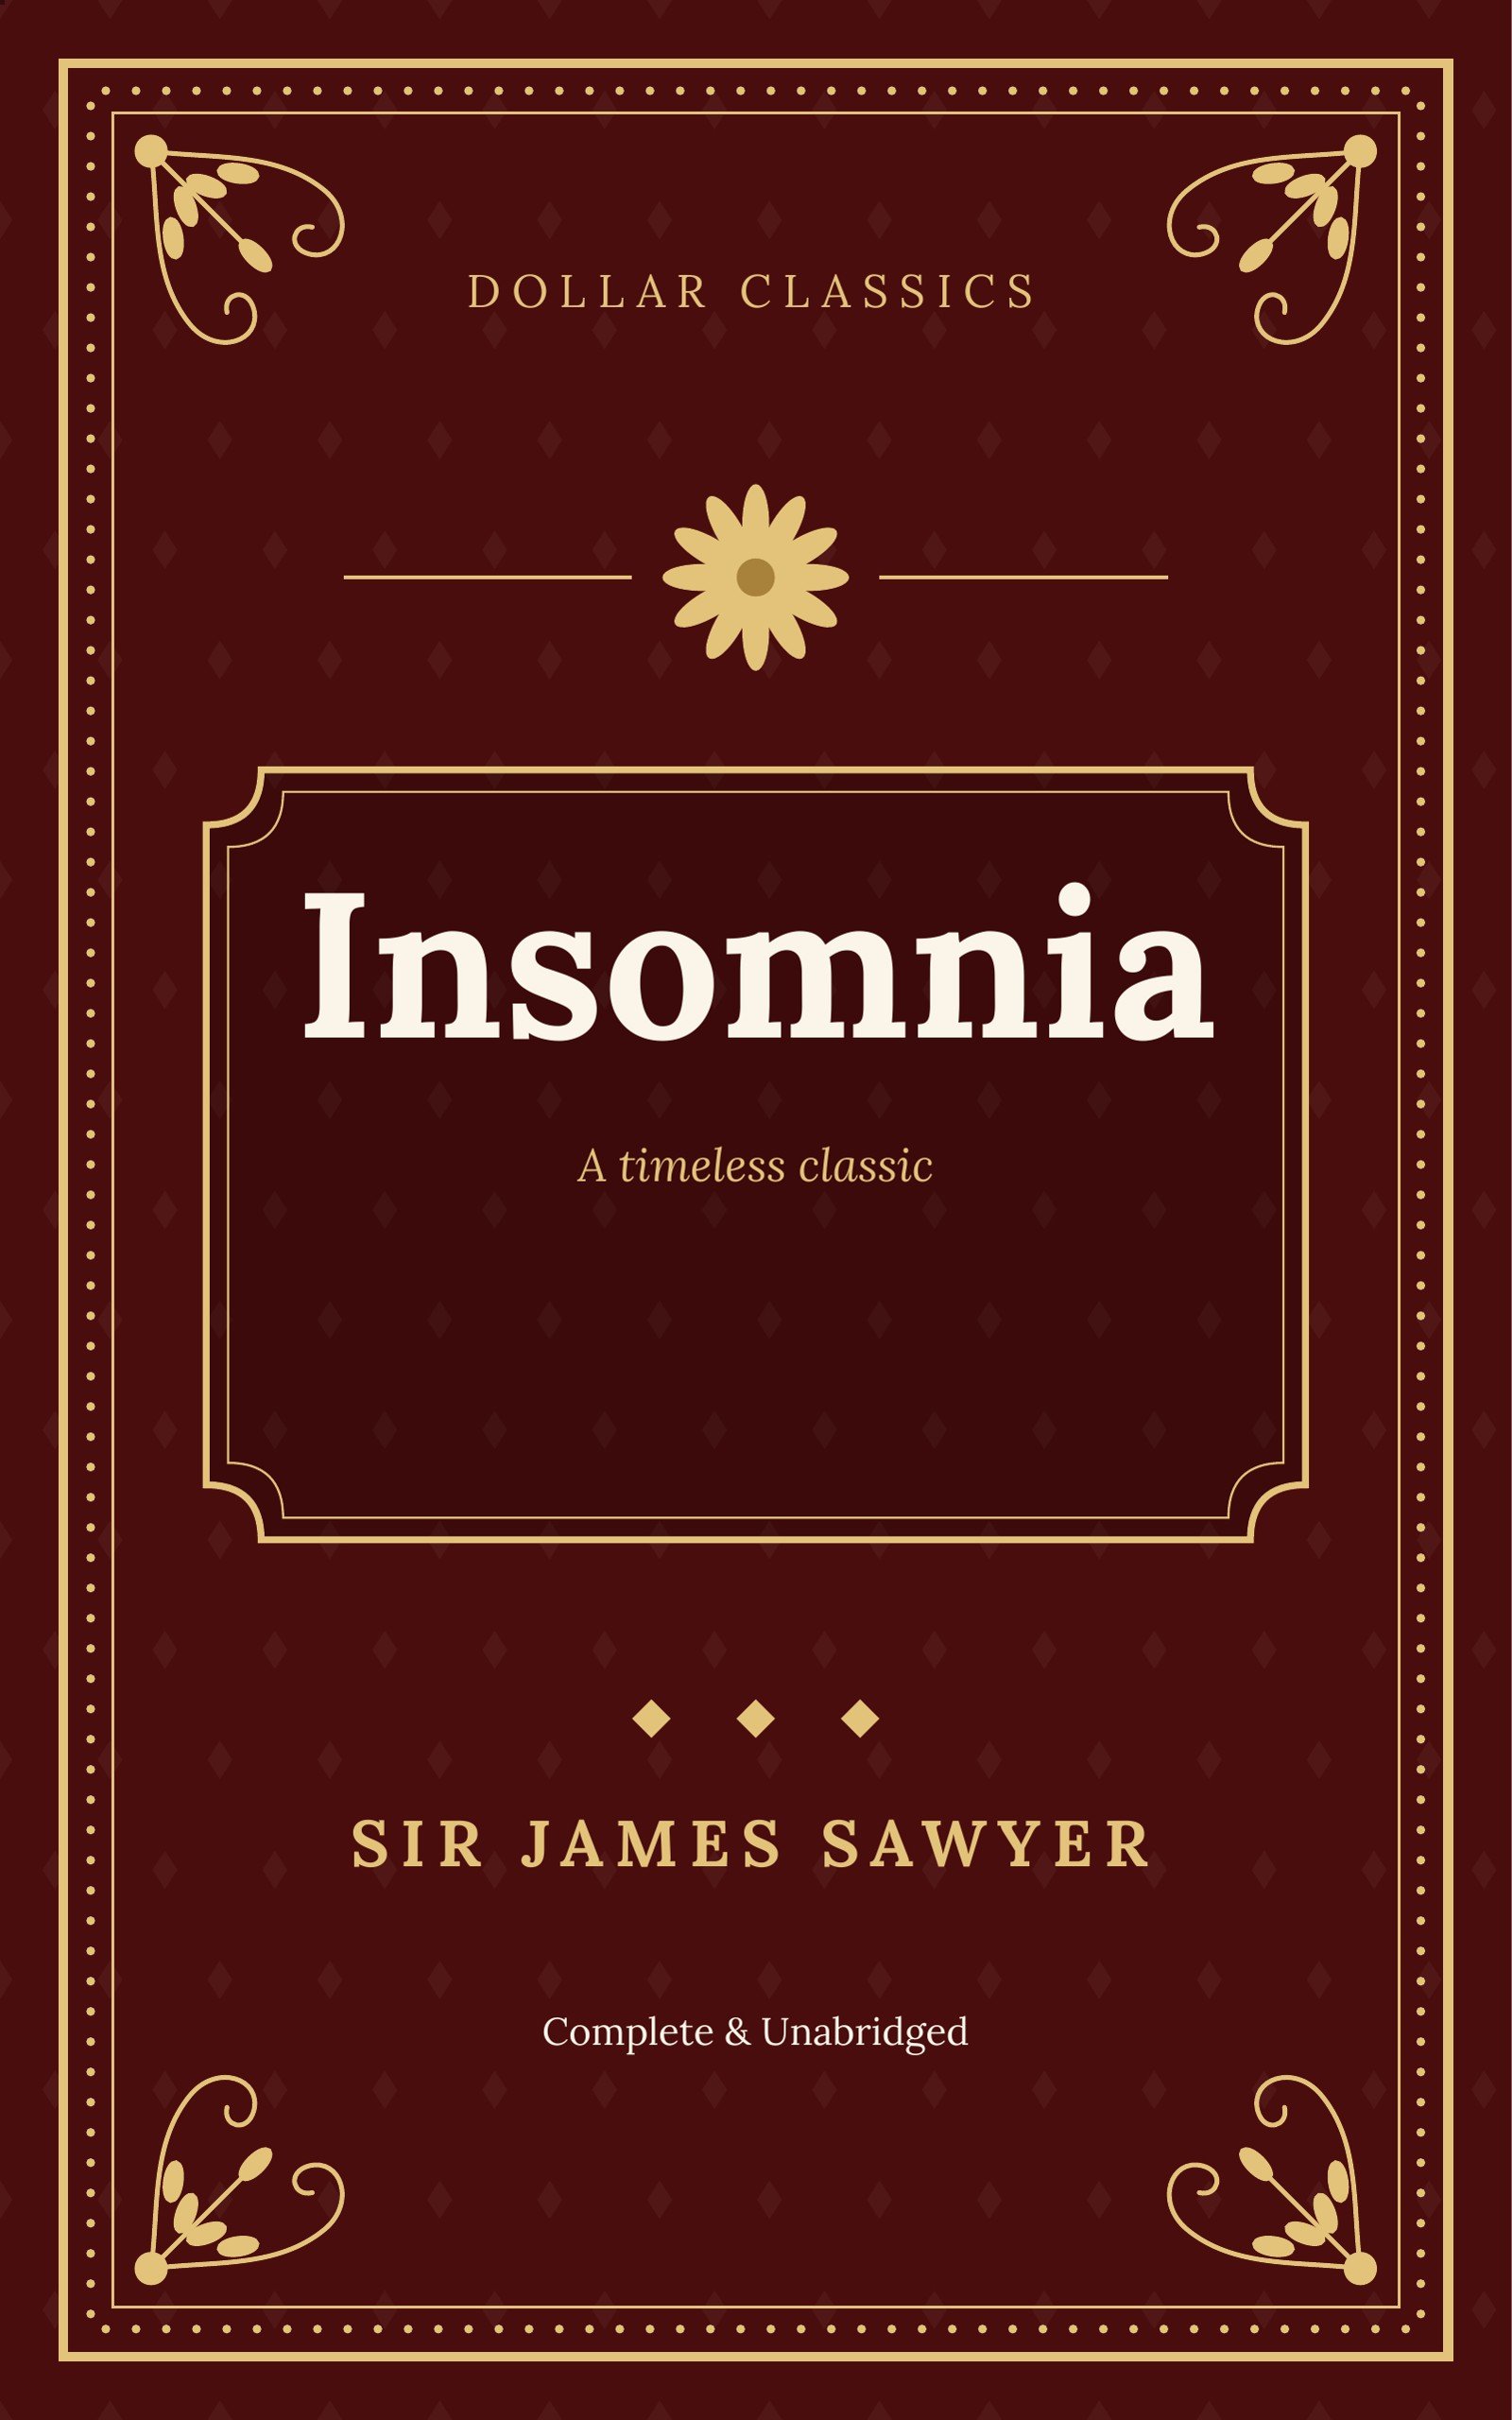 DOLLAR CLASSICS
Insomnia
A timeless classic
SIR JAMES SAWYER
Complete & Unabridged